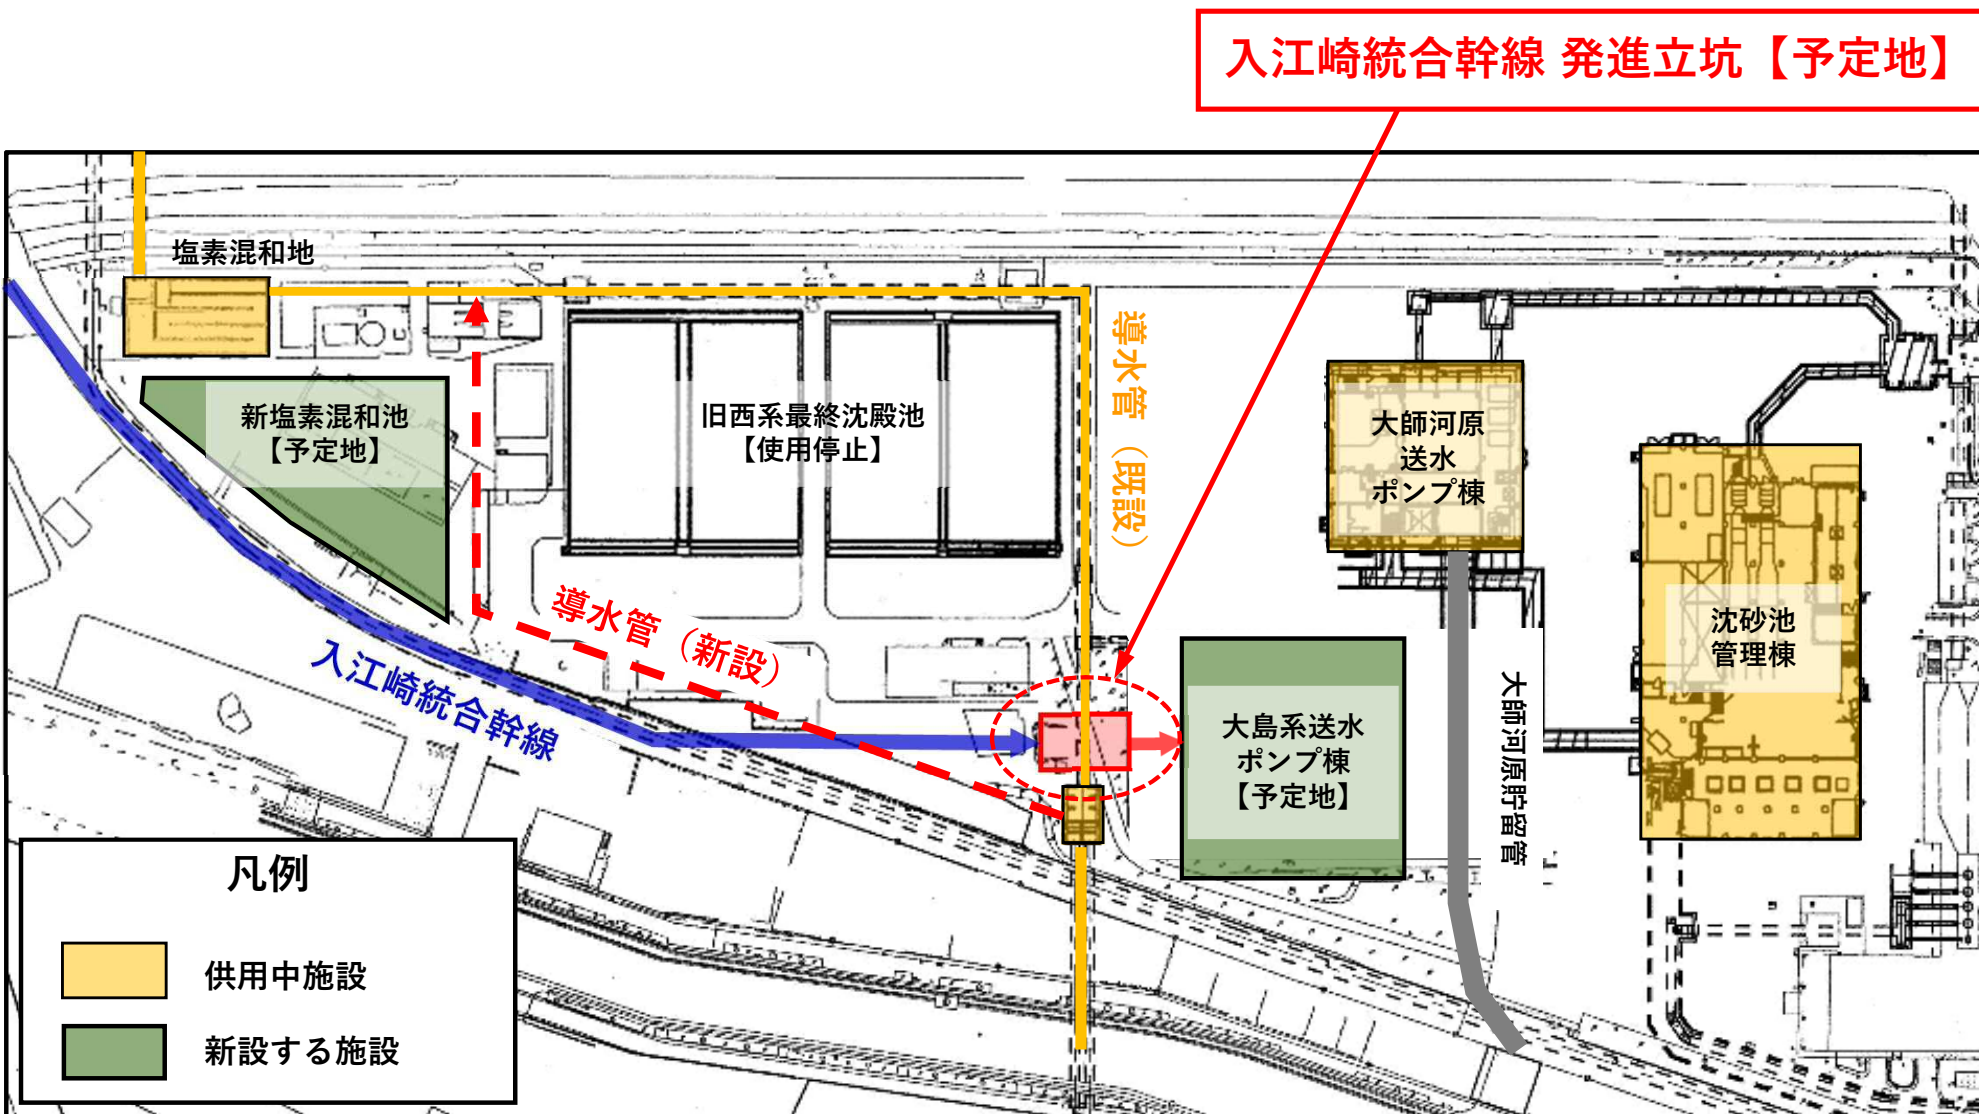 入江崎統合幹線 発進立坑【予定地】
塩素混和地
新塩素混和池
【予定地】
旧西系最終沈殿池
【使用停止】
導水管（既設）
大師河原
送水
ポンプ棟
沈砂池
管理棟
導水管（新設）
入江崎統合幹線
大島系送水
ポンプ棟
【予定地】
大師河原貯留管
凡例
供用中施設
新設する施設